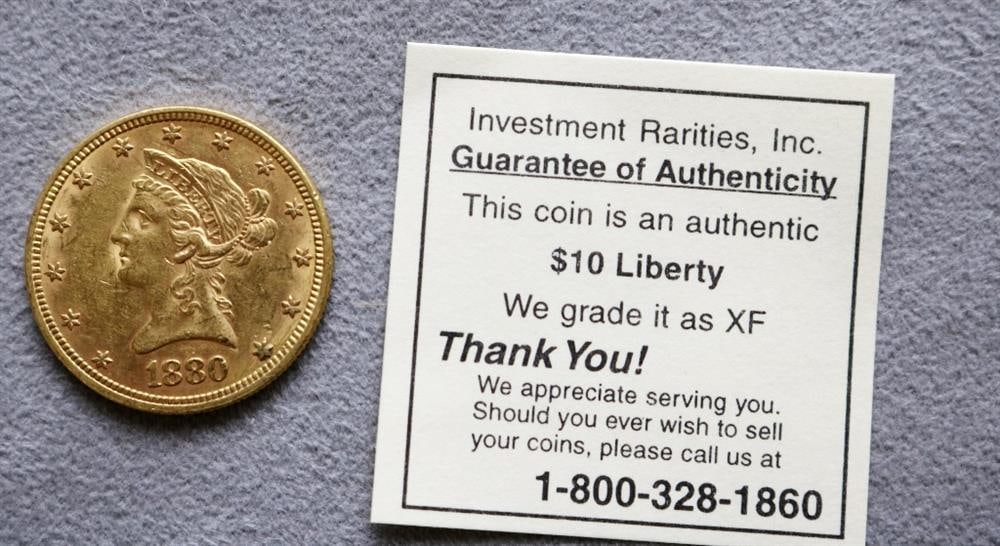 LIBERTY
1880
Investment Rarities, Inc.
Guarantee of Authenticity
This coin is an authentic
$10 Liberty
We grade it as XF
Thank You!
We appreciate serving you.
Should you ever wish to sell
your coins, please call us at
1-800-328-1860